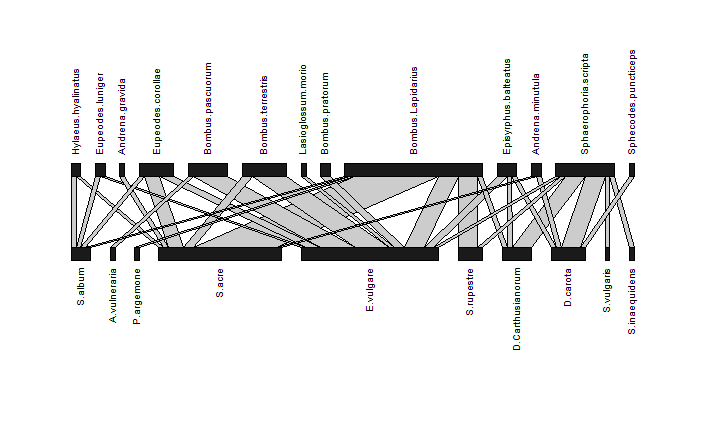 Hylaeus.hyalinatus
Eupeodes.luniger
Andrena.gravida
Eupeodes.corollae
Bombus.pascuorum
Bombus.terrestris
Lasioglossum.morio
Bombus.pratorum
Bombus.Lapidarius
Episyrphus.balteatus
Andrena.minutula
Sphaerophoria.scripta
Sphecodes.puncticeps
S.album
A.vulneraria
P.argemone
S.acre
E.vulgare
S.rupestre
D.Carthusianorum
D.carota
S.vulgaris
S.inaequidens